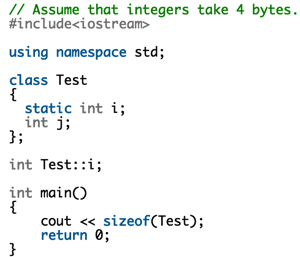 // Assume that integers take 4 bytes.
#include<iostream>

using namespace std;

class Test
{
  static int i;
  int j;
};

int Test::i;

int main()
{
    cout << sizeof(Test);
    return 0;
}